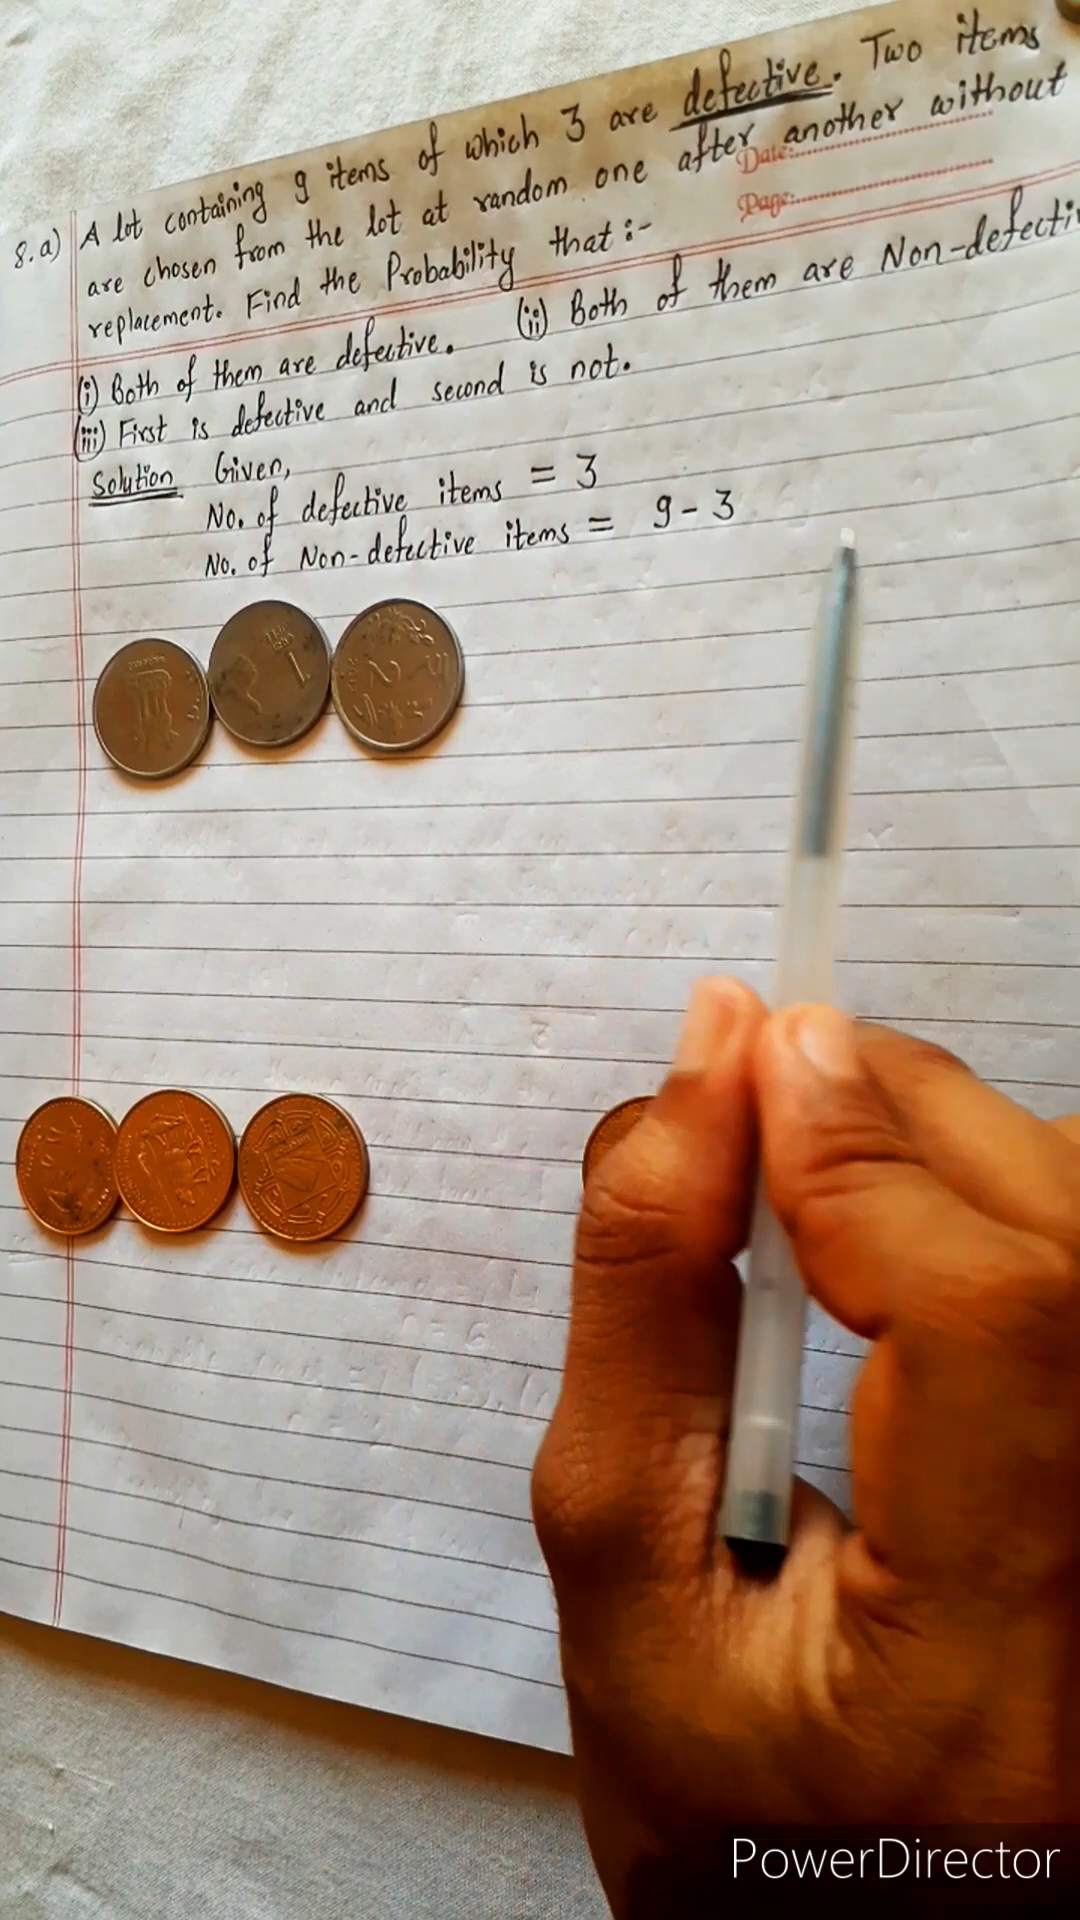 8.a) A lot containing 9 items of which 3 are defective. Two items
are chosen from the lot at random one after another without
replacement. Find the Probability that :-
Date:
Page:
(i) Both of them are defective. (ii) Both of them are Non-defecti
(iii) First is defective and second is not.
Solution Given,
No. of defective items = 3
No. of Non-defective items = 9-3
1
2
PowerDirector